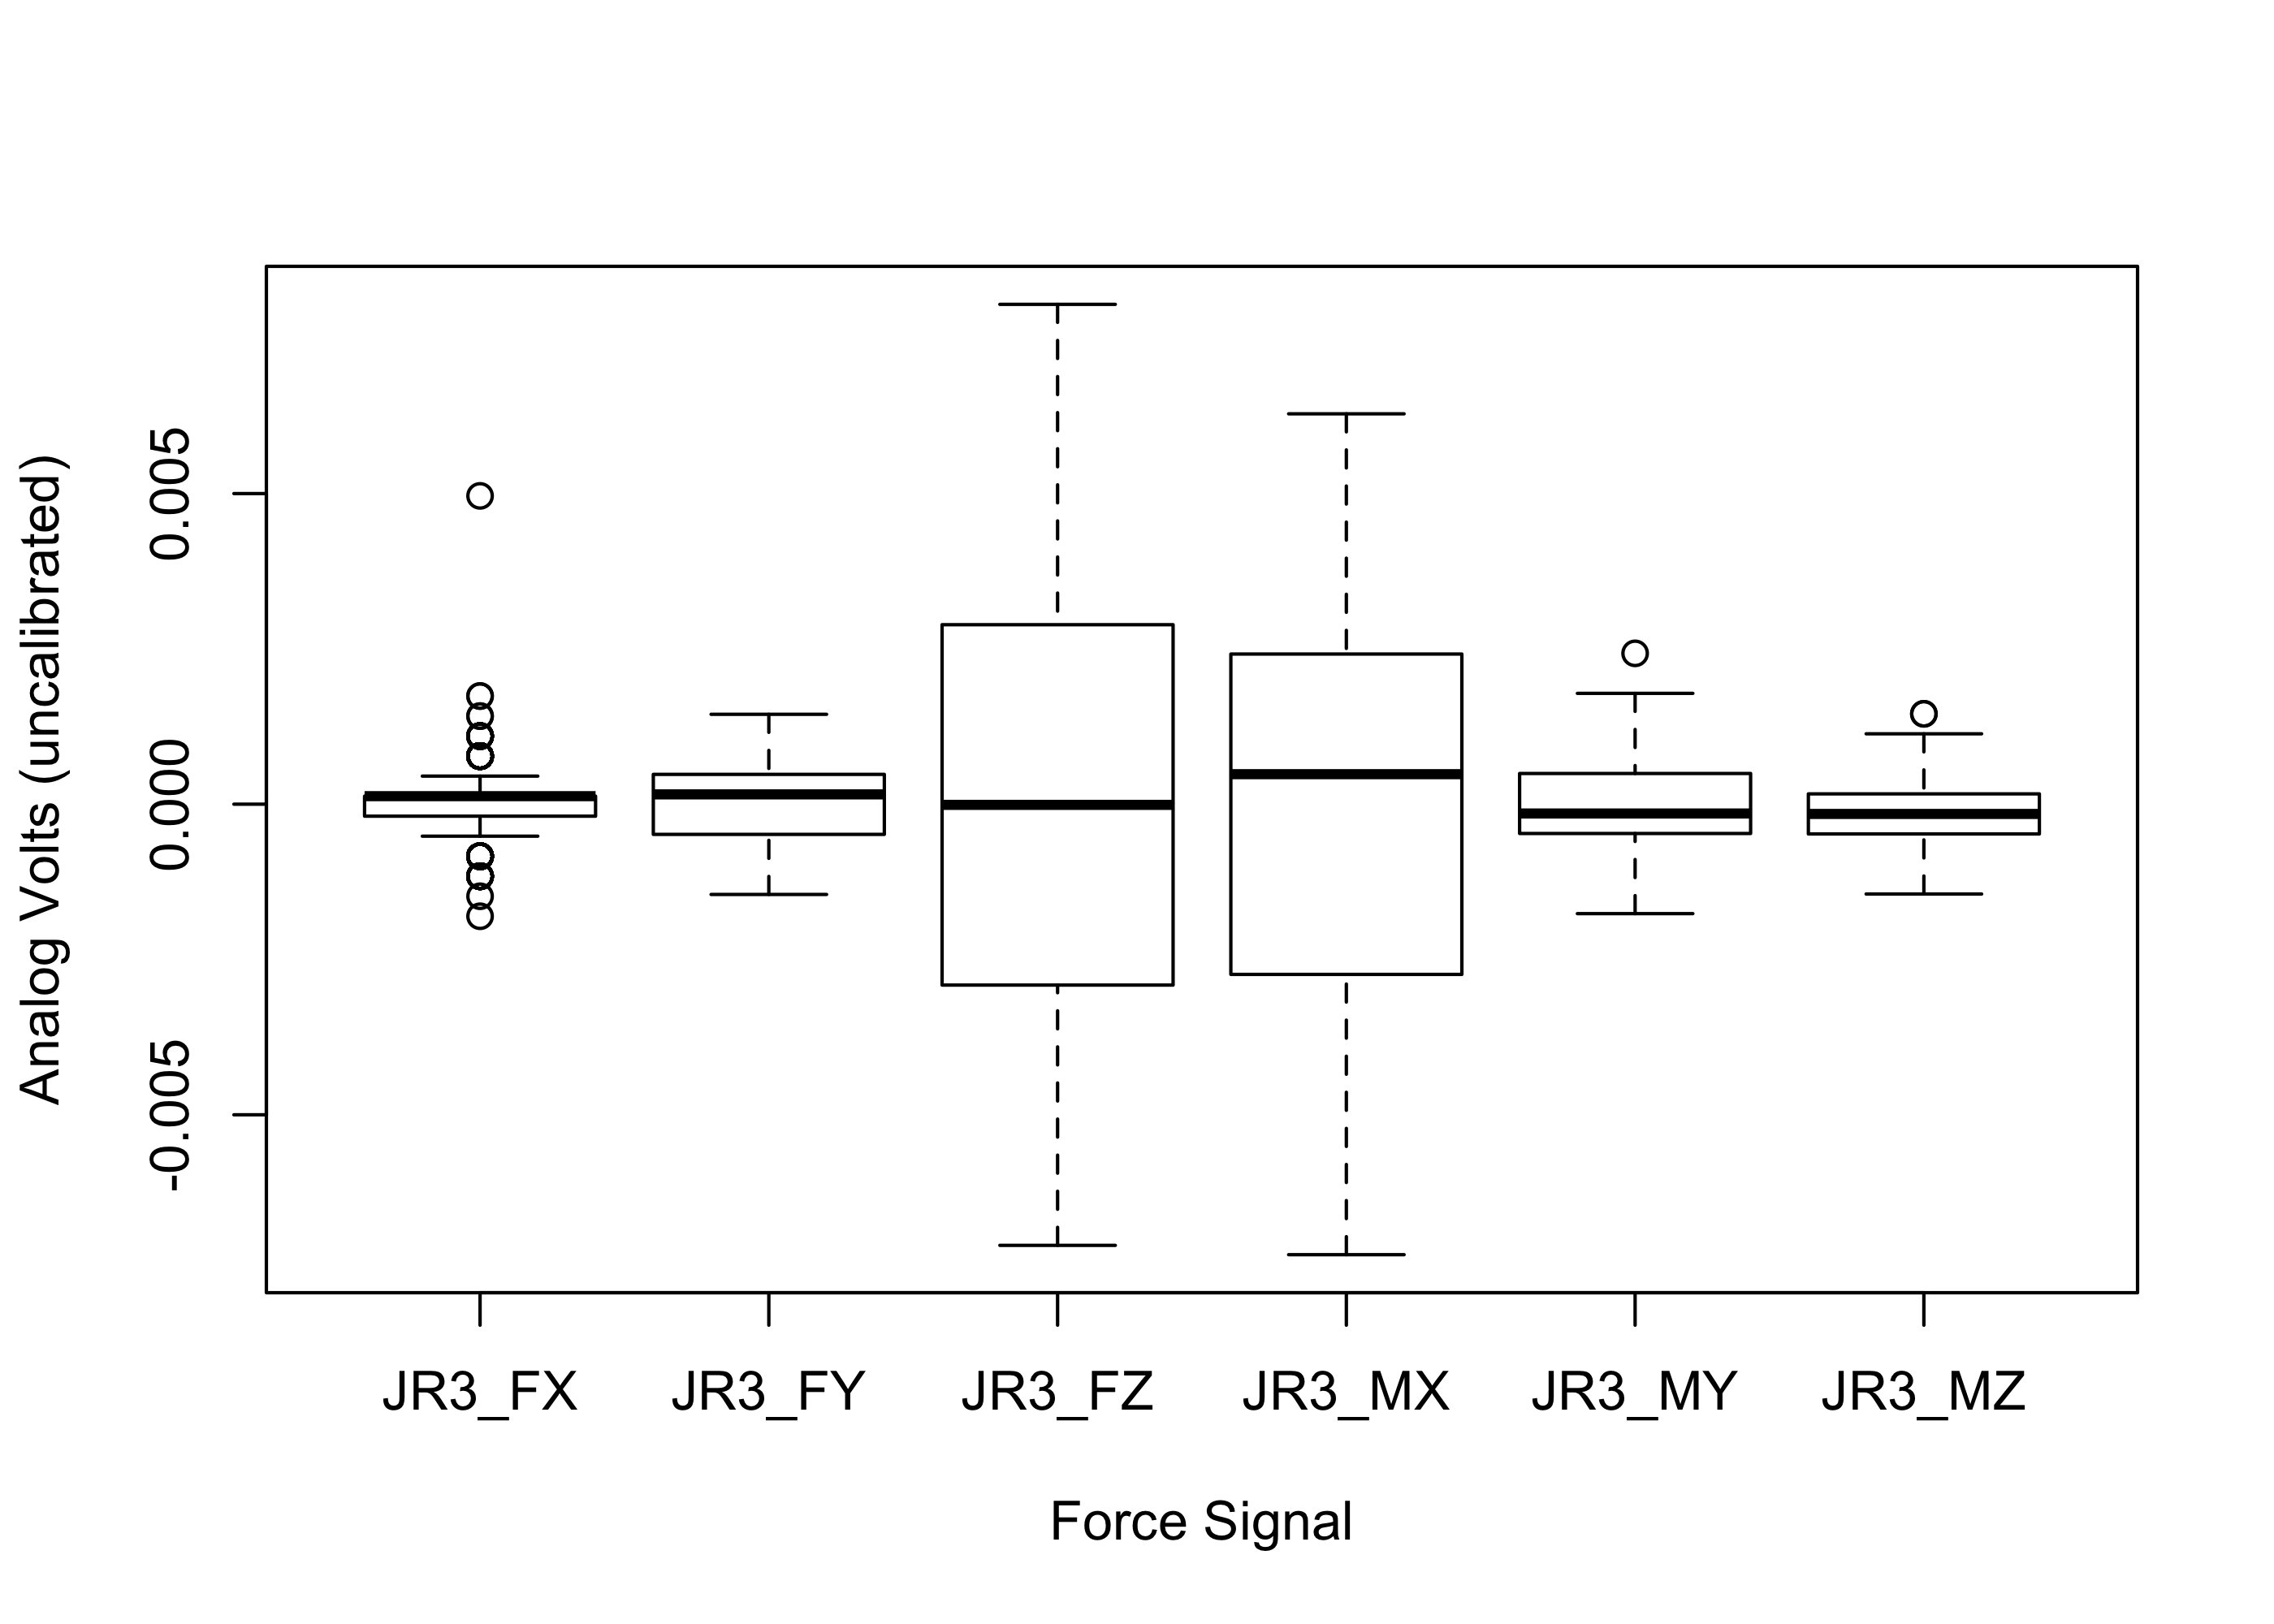 Analog Volts (uncalibrated)
0.005
0.000
-0.005
JR3_FX JR3_FY JR3_FZ JR3_MX JR3_MY JR3_MZ
Force Signal